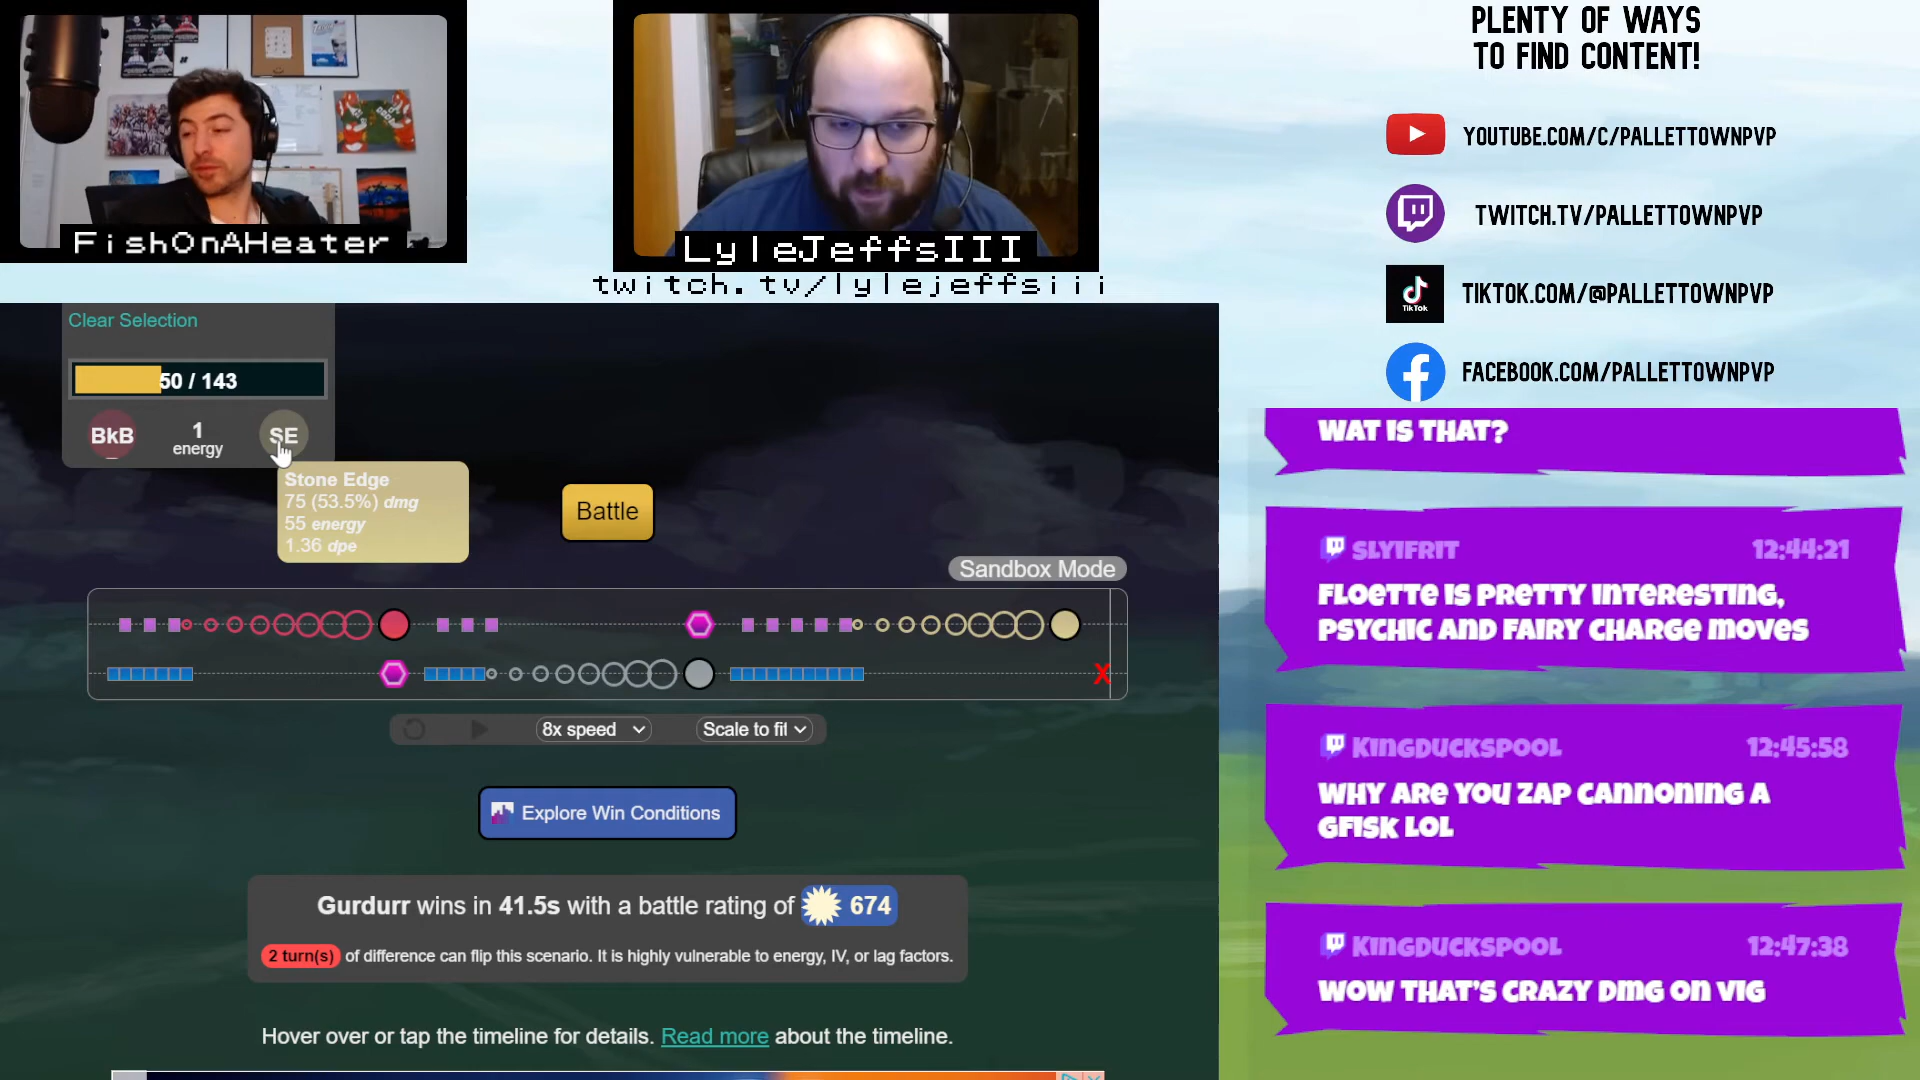 FishOnAHeater
LyleJeffsIII
twitch.tv/lylejeffsiii
Clear Selection
50 / 143
BkB
1
energy
SE
Stone Edge
75 (53.5%) dmg
55 energy
1.36 dpe
Battle
Sandbox Mode
X
8x speed
Scale to fit
Explore Win Conditions
Gurdurr wins in 41.5s with a battle rating of 674
2 turn(s) of difference can flip this scenario. It is highly vulnerable to energy, IV, or lag factors.
Hover over or tap the timeline for details. Read more about the timeline.
PLENTY OF WAYS
TO FIND CONTENT!
YOUTUBE.COM/C/PALLETTOWNPVP
TWITCH.TV/PALLETTOWNPVP
TikTok
TIKTOK.COM/@PALLETTOWNPVP
FACEBOOK.COM/PALLETTOWNPVP
WAT IS THAT?
SLYIFRIT 12:44:21
FLOETTE IS PRETTY INTERESTING,
PSYCHIC AND FAIRY CHARGE MOVES
KINGDUCKSPOOL 12:45:58
WHY ARE YOU ZAP CANNONING A
GFISK LOL
KINGDUCKSPOOL 12:47:38
WOW THAT'S CRAZY DMG ON VIG